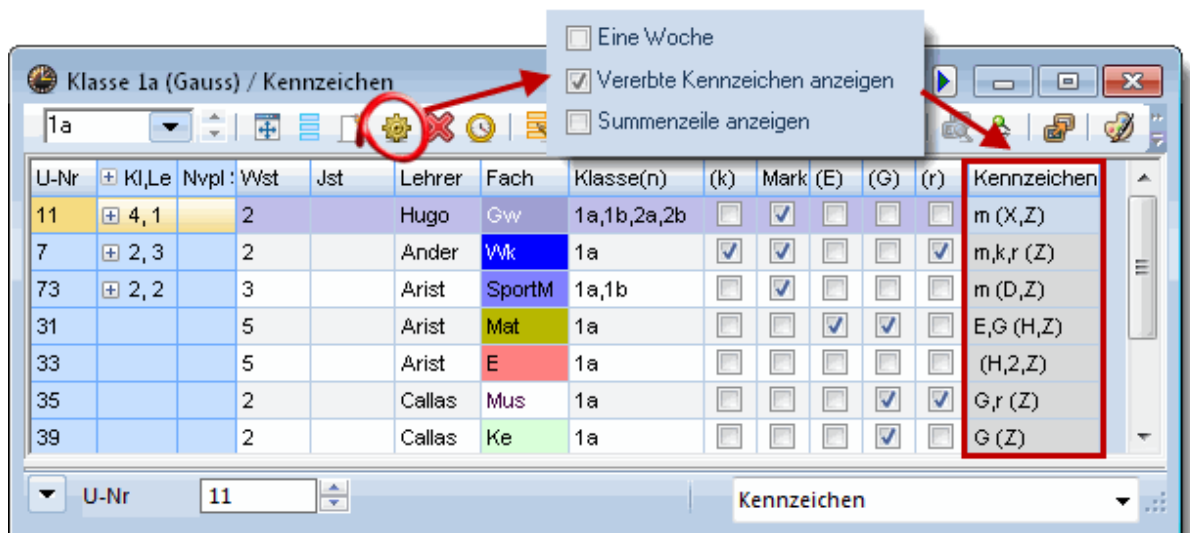 Eine Woche
Vererbte Kennzeichen anzeigen
Summenzeile anzeigen
Klasse 1a (Gauss) / Kennzeichen
1a
U-Nr Kl,Le Nvpl Wst Jst Lehrer Fach Klasse(n) (k) Mark (E) (G) (r) Kennzeichen
11 4, 1 2 Hugo Gw 1a,1b,2a,2b m (X,Z)
7 2, 3 2 Ander Wk 1a m,k,r (Z)
73 2, 2 3 Arist SportM 1a,1b m (D,Z)
31 5 Arist Mat 1a E,G (H,Z)
33 5 Arist E 1a (H,2,Z)
35 2 Callas Mus 1a G,r (Z)
39 2 Callas Ke 1a G (Z)
U-Nr 11 Kennzeichen